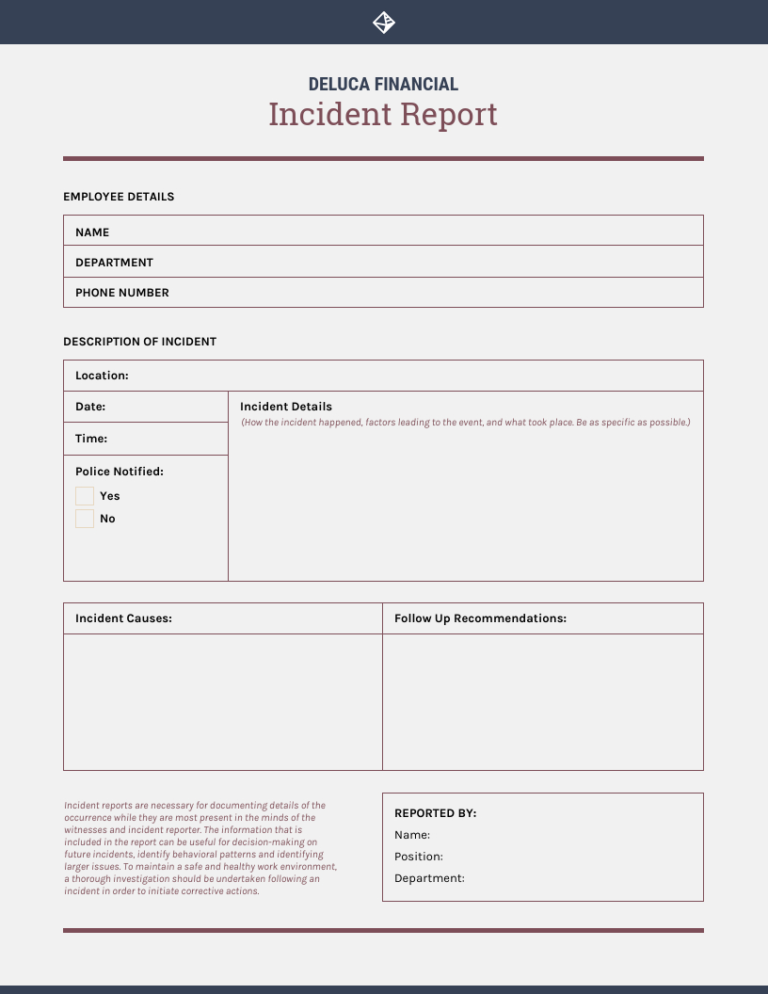 DELUCA FINANCIAL
Incident Report
EMPLOYEE DETAILS
NAME
DEPARTMENT
PHONE NUMBER
DESCRIPTION OF INCIDENT
Location:
Date:
Time:
Police Notified:
Yes
No
Incident Details
(How the incident happened, factors leading to the event, and what took place. Be as specific as possible.)
Incident Causes:
Follow Up Recommendations:
Incident reports are necessary for documenting details of the
occurrence while they are most present in the minds of the
witnesses and incident reporter. The information that is
included in the report can be useful for decision-making on
future incidents, identify behavioral patterns and identifying
larger issues. To maintain a safe and healthy work environment,
a thorough investigation should be undertaken following an
incident in order to initiate corrective actions.
REPORTED BY:
Name:
Position:
Department: